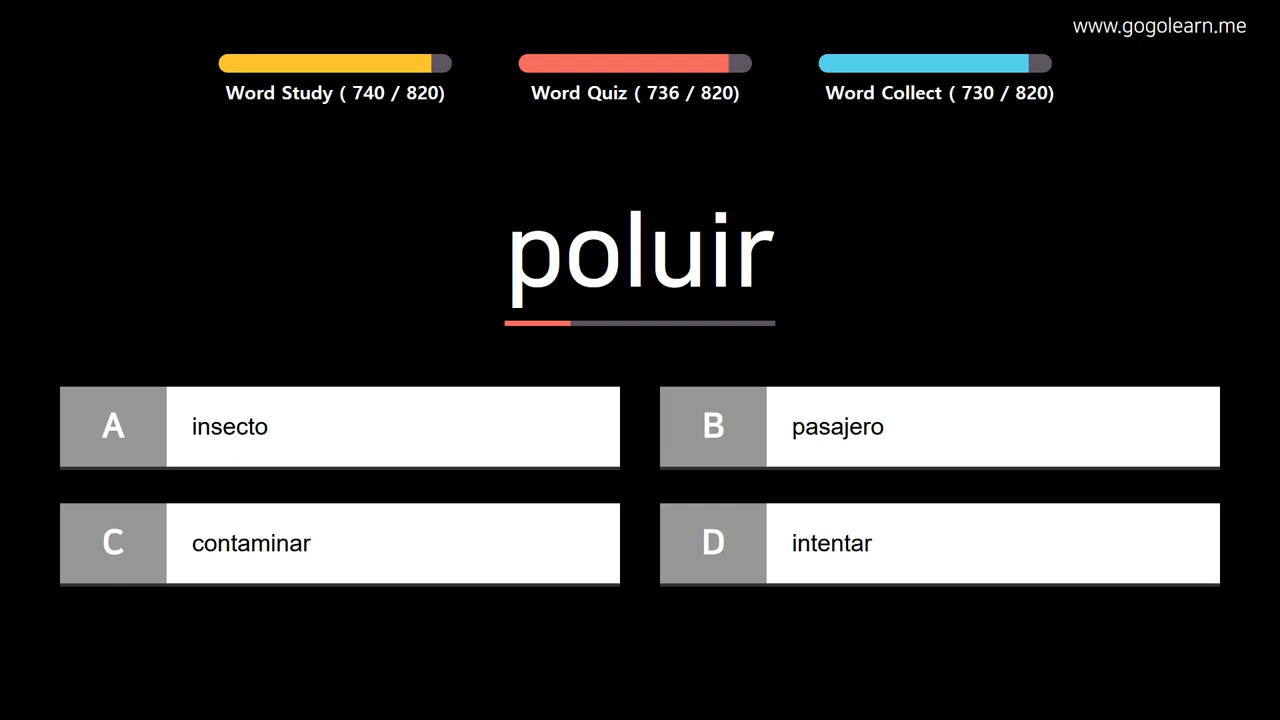 www.gogolearn.me
Word Study ( 740 / 820)
Word Quiz ( 736 / 820)
Word Collect ( 730 / 820)
poluir
A insecto
B pasajero
C contaminar
D intentar